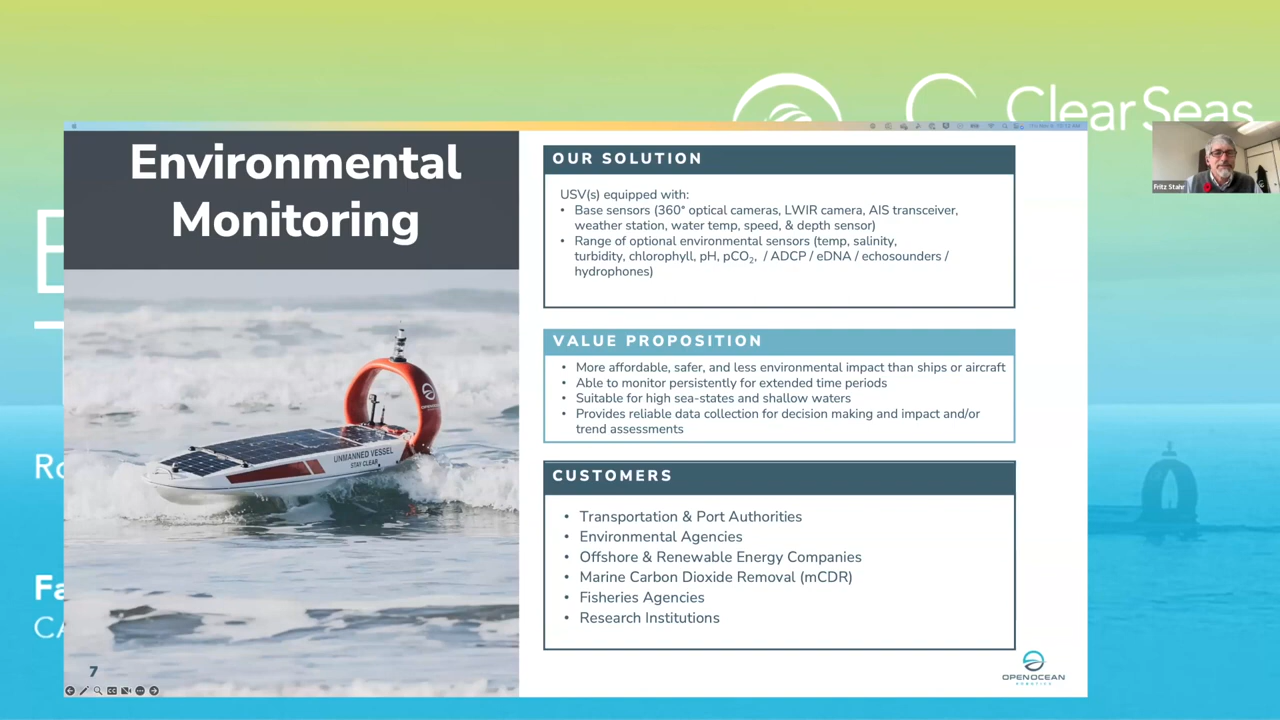 ClearSeas
Environmental
Monitoring
OUR SOLUTION
USV(s) equipped with:
• Base sensors (360° optical cameras, LWIR camera, AIS transceiver,
weather station, water temp, speed, & depth sensor)
• Range of optional environmental sensors (temp, salinity,
turbidity, chlorophyll, pH, pCO₂, / ADCP / eDNA / echosounders /
hydrophones)
VALUE PROPOSITION
• More affordable, safer, and less environmental impact than ships or aircraft
• Able to monitor persistently for extended time periods
• Suitable for high sea-states and shallow waters
• Provides reliable data collection for decision making and impact and/or
trend assessments
CUSTOMERS
• Transportation & Port Authorities
• Environmental Agencies
• Offshore & Renewable Energy Companies
• Marine Carbon Dioxide Removal (mCDR)
• Fisheries Agencies
• Research Institutions
UNMANNED VESSEL
STAY CLEAR
OPENOCEAN
7
OPENOCEAN
ROBOTICS
Fritz Stahr
Ro
Fa
CA